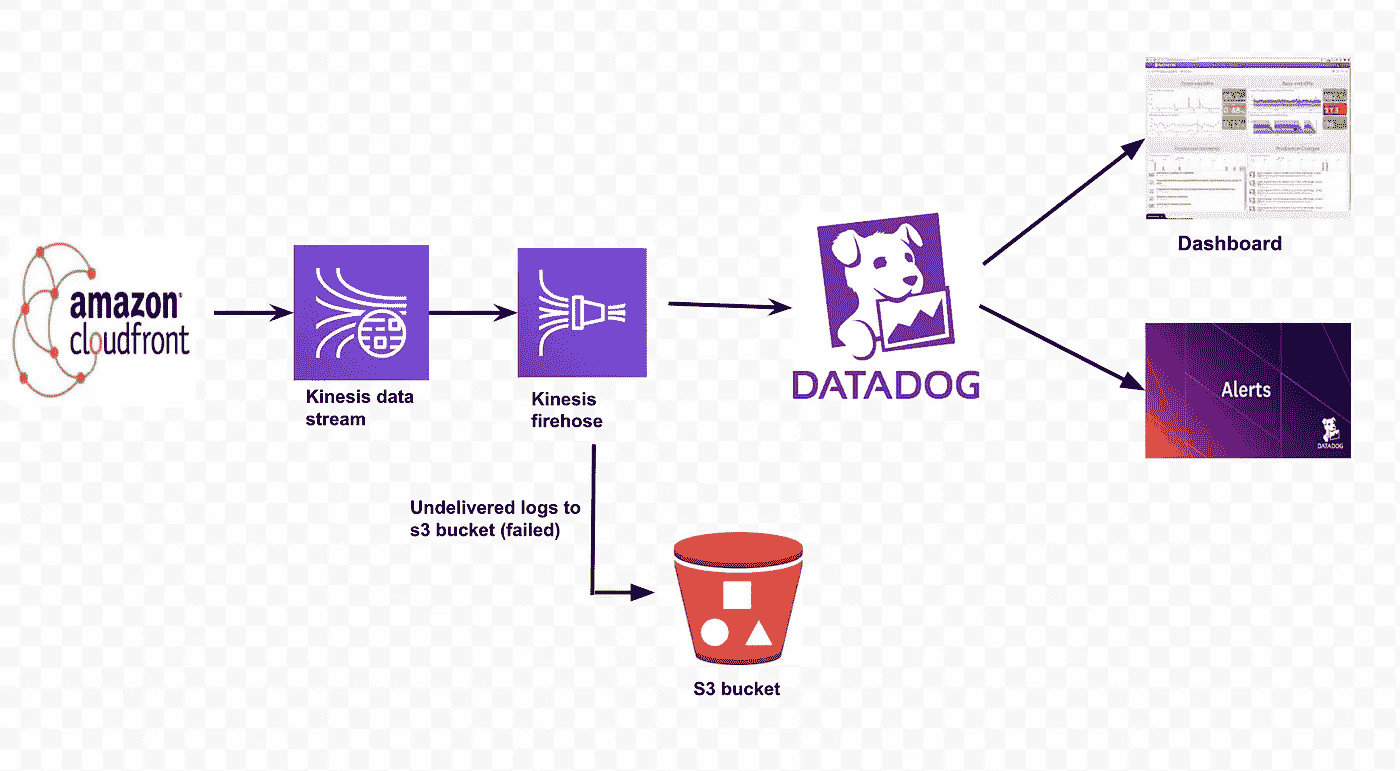 amazon
cloudfront
Kinesis data
stream
Kinesis
firehose
DATADOG
Dashboard
Alerts
DATADOG
Undelivered logs to
s3 bucket (failed)
S3 bucket